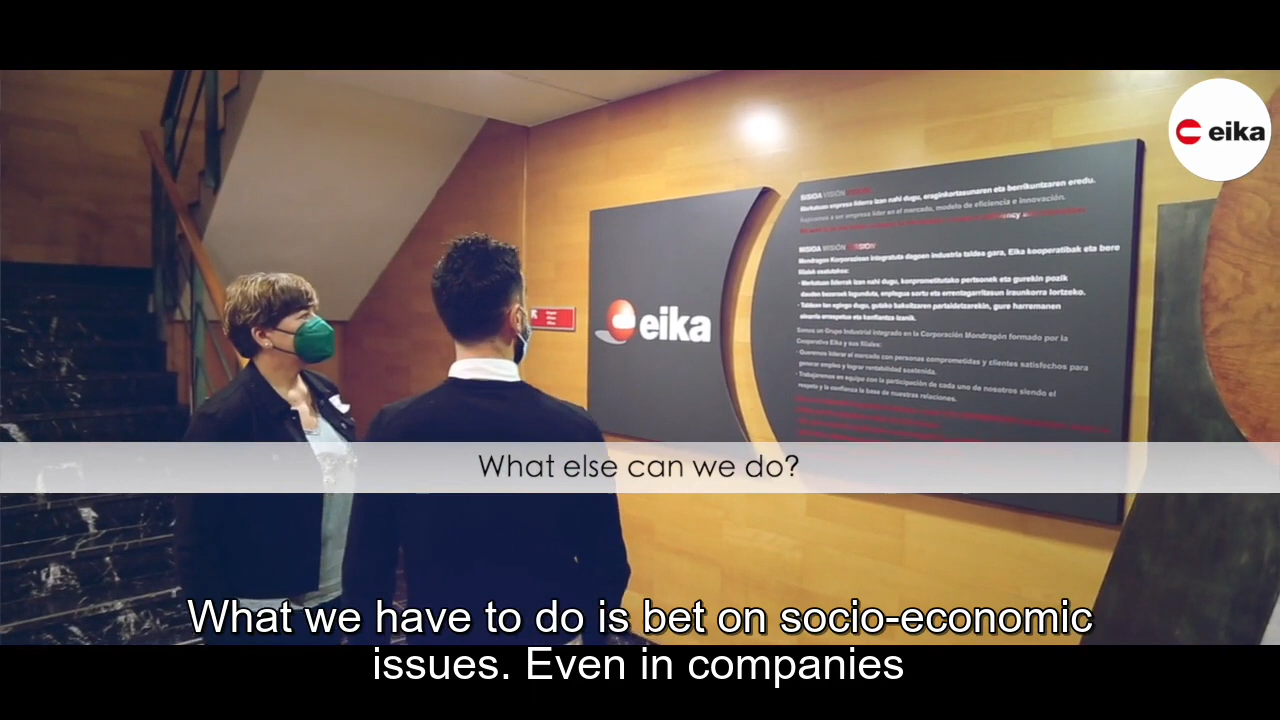 eika
eika
BISIOA VISIÓN
Markatuan enpresa liderra izan nahi dugu, eraginkortasunaren eta berrikuntzaren eredu.
Aspiramos a ser empresa líder en el mercado, modelo de eficiencia e innovación.
MISIOA MISIÓN MISSION
Mondragon Korporazioan integratuta dagoen industria taldea gara, Eika kooperatibak eta bere
filialek osatutakoa:
- Merkatuan liderrak izan nahi dugu, konprometitutako pertsonek eta gurekin pozik
dauden bezeroek lagunduta, enplegua sortu eta errentagarritasun iraunkorra lortzeko.
- Taldean lan egingo dugu, gutako bakoitzaren partaidetzarekin, gure harremanen
oinarria errespetua eta konfiantza izanik.
Somos un Grupo Industrial integrado en la Corporación Mondragón formado por la
Cooperativa Eika y sus filiales:
- Queremos liderar el mercado con personas comprometidas y clientes satisfechos para
generar empleo y lograr rentabilidad sostenida.
- Trabajaremos en equipo con la participación de cada uno de nosotros siendo el
respeto y la confianza la base de nuestras relaciones.
What else can we do?
What we have to do is bet on socio-economic
issues. Even in companies